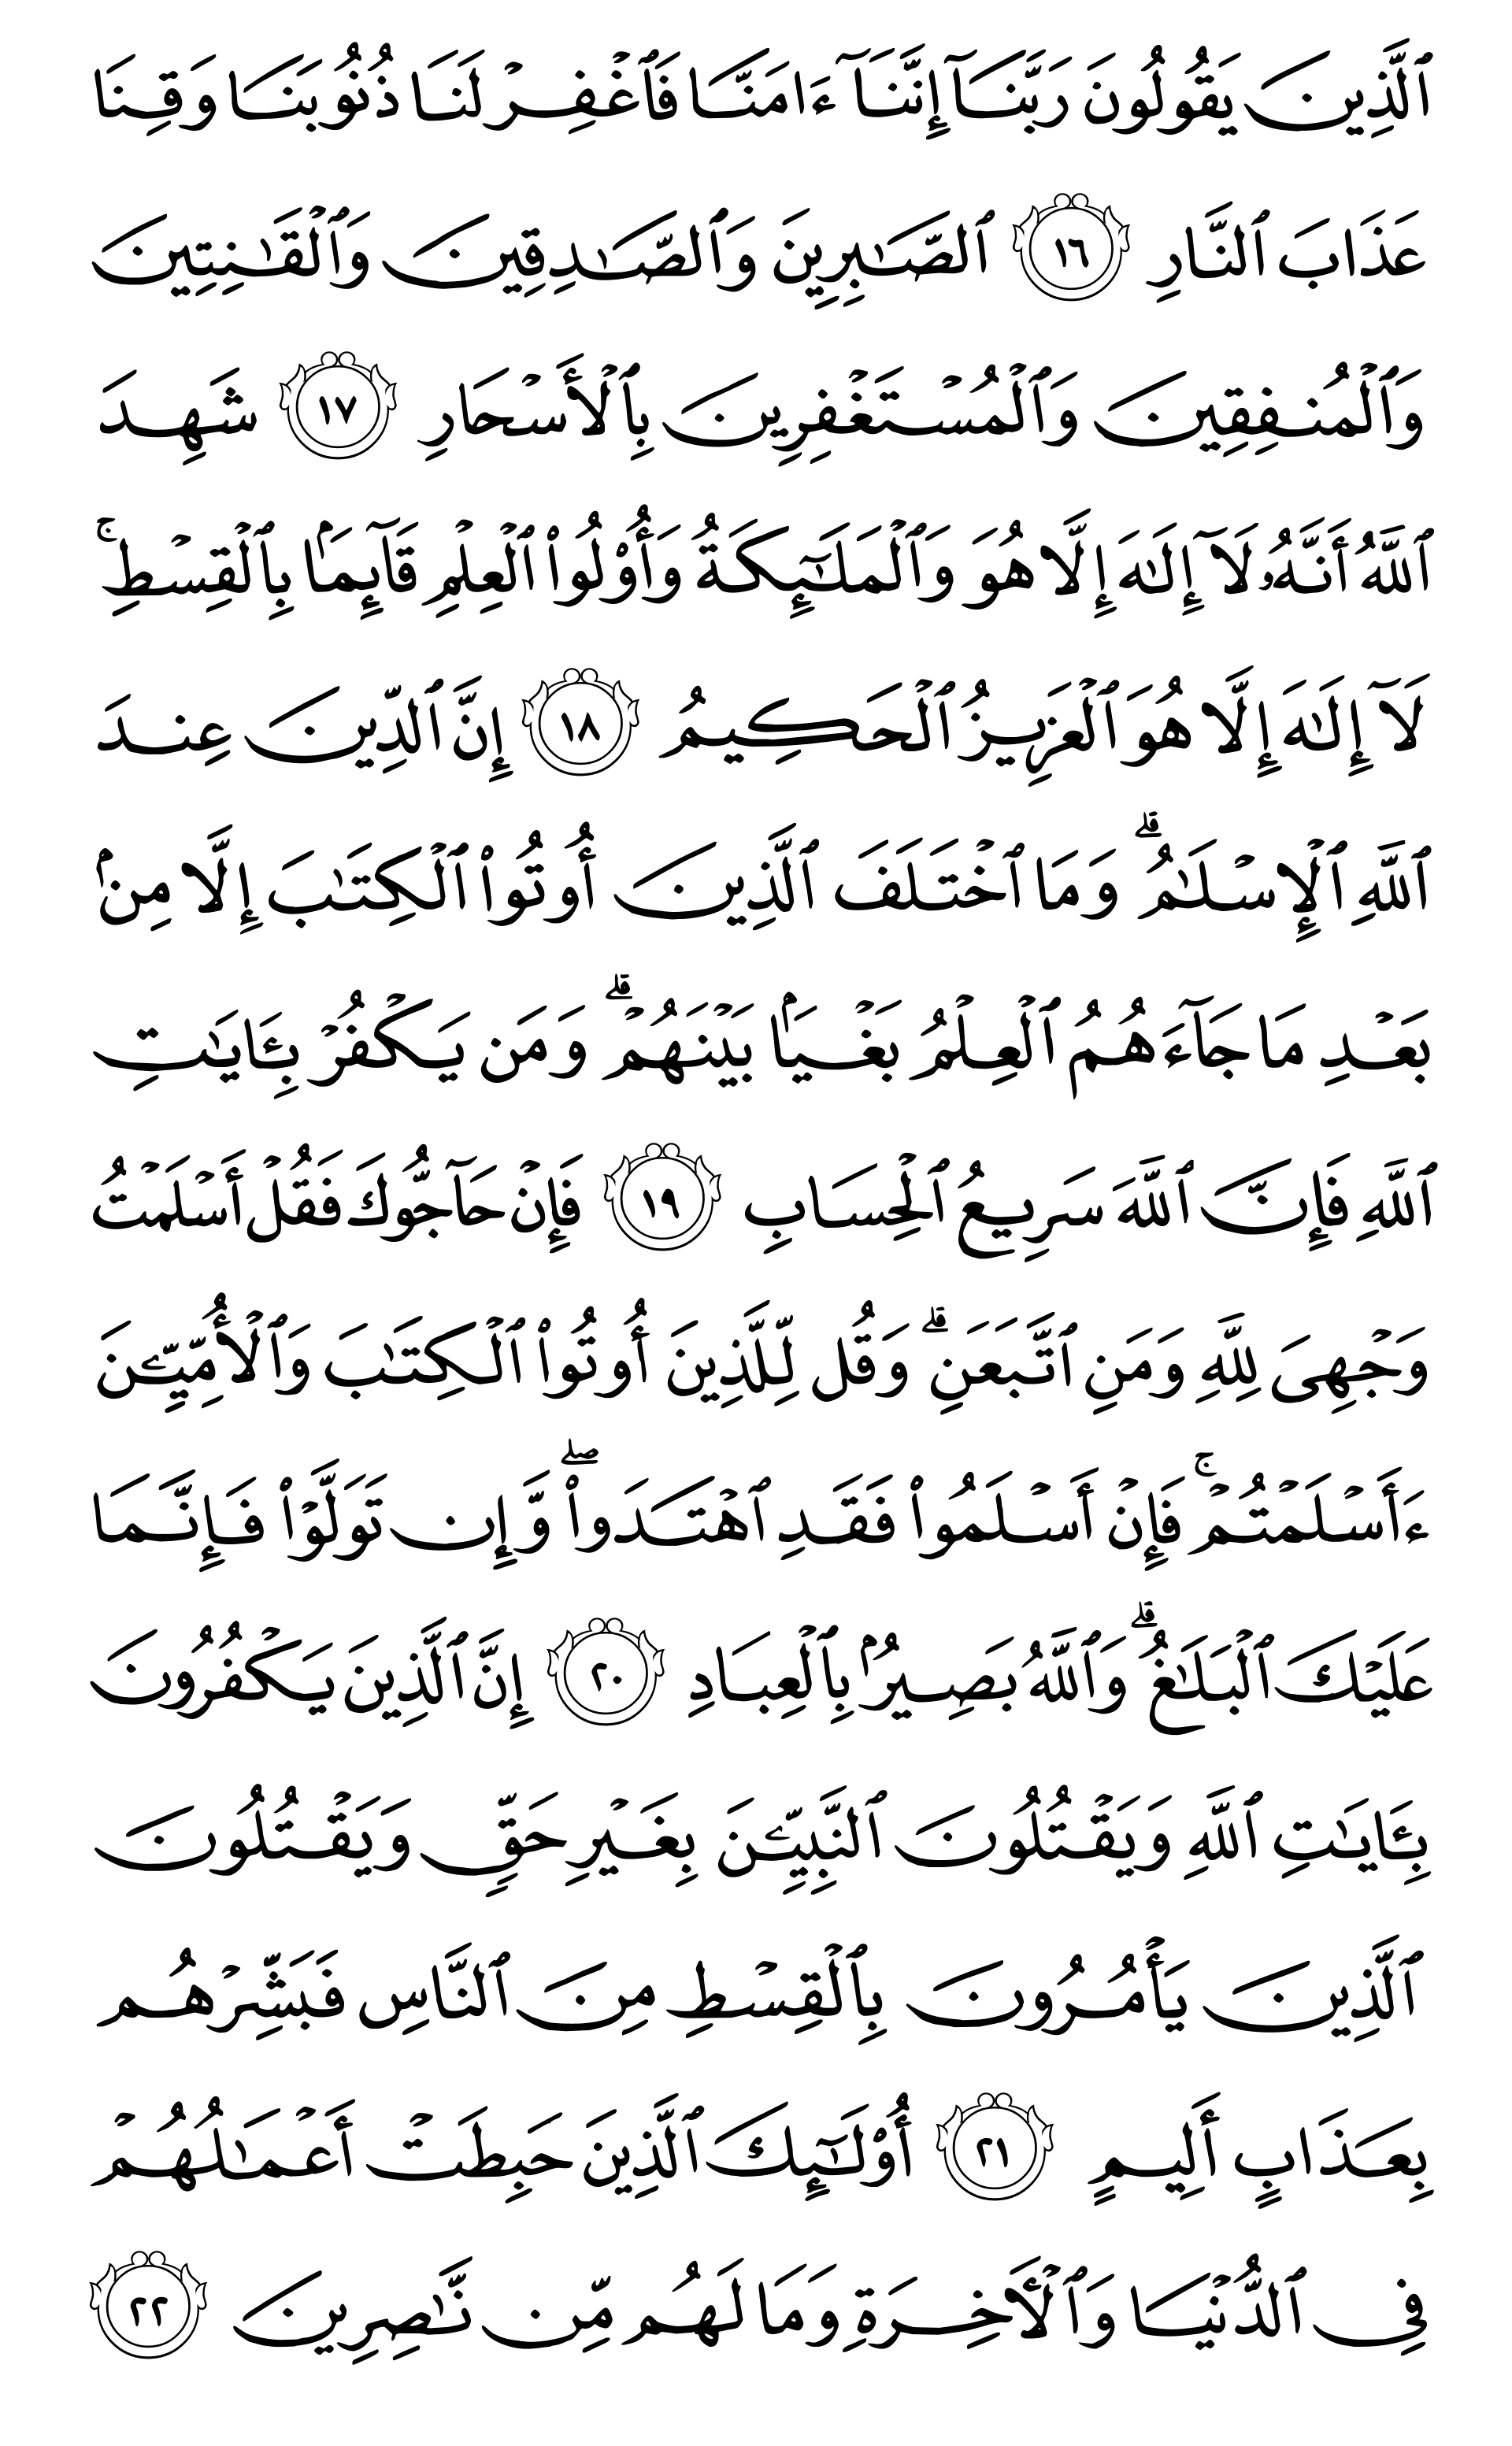 ٱلَّذِينَ يَقُولُونَ رَبَّنَآ إِنَّنَآ ءَامَنَّا فَٱغْفِرْ لَنَا ذُنُوبَنَا وَقِنَا
عَذَابَ ٱلنَّارِ ١٦ ٱلصَّٰبِرِينَ وَٱلصَّٰدِقِينَ وَٱلْقَٰنِتِينَ
وَٱلْمُنفِقِينَ وَٱلْمُسْتَغْفِرِينَ بِٱلْأَسْحَارِ ١٧ شَهِدَ
ٱللَّهُ أَنَّهُۥ لَآ إِلَٰهَ إِلَّا هُوَ وَٱلْمَلَٰٓئِكَةُ وَأُو۟لُوا۟ ٱلْعِلْمِ قَآئِمَۢا بِٱلْقِسْطِ ۚ
لَآ إِلَٰهَ إِلَّا هُوَ ٱلْعَزِيزُ ٱلْحَكِيمُ ١٨ إِنَّ ٱلدِّينَ عِندَ
ٱللَّهِ ٱلْإِسْلَٰمُ ۗ وَمَا ٱخْتَلَفَ ٱلَّذِينَ أُوتُوا۟ ٱلْكِتَٰبَ إِلَّا مِنۢ
بَعْدِ مَا جَآءَهُمُ ٱلْعِلْمُ بَغْيَۢا بَيْنَهُمْ ۗ وَمَن يَكْفُرْ بِـَٔايَٰتِ
ٱللَّهِ فَإِنَّ ٱللَّهَ سَرِيعُ ٱلْحِسَابِ ١٩ فَإِنْ حَآجُّوكَ فَقُلْ أَسْلَمْتُ
وَجْهِىَ لِلَّهِ وَمَنِ ٱتَّبَعَنِ ۗ وَقُل لِّلَّذِينَ أُوتُوا۟ ٱلْكِتَٰبَ وَٱلْأُمِّيِّـۧنَ
ءَأَسْلَمْتُمْ ۚ فَإِنْ أَسْلَمُوا۟ فَقَدِ ٱهْتَدَوا۟ ۖ وَّإِن تَوَلَّوْا۟ فَإِنَّمَا
عَلَيْكَ ٱلْبَلَٰغُ ۗ وَٱللَّهُ بَصِيرُۢ بِٱلْعِبَادِ ٢٠ إِنَّ ٱلَّذِينَ يَكْفُرُونَ
بِـَٔايَٰتِ ٱللَّهِ وَيَقْتُلُونَ ٱلنَّبِيِّـۧنَ بِغَيْرِ حَقٍّ وَيَقْتُلُونَ
ٱلَّذِينَ يَأْمُرُونَ بِٱلْقِسْطِ مِنَ ٱلنَّاسِ فَبَشِّرْهُم
بِعَذَابٍ أَلِيمٍ ٢١ أُو۟لَٰٓئِكَ ٱلَّذِينَ حَبِطَتْ أَعْمَٰلُهُمْ
فِى ٱلدُّنْيَا وَٱلْـَٔاخِرَةِ وَمَا لَهُم مِّن نَّٰصِرِينَ ٢٢